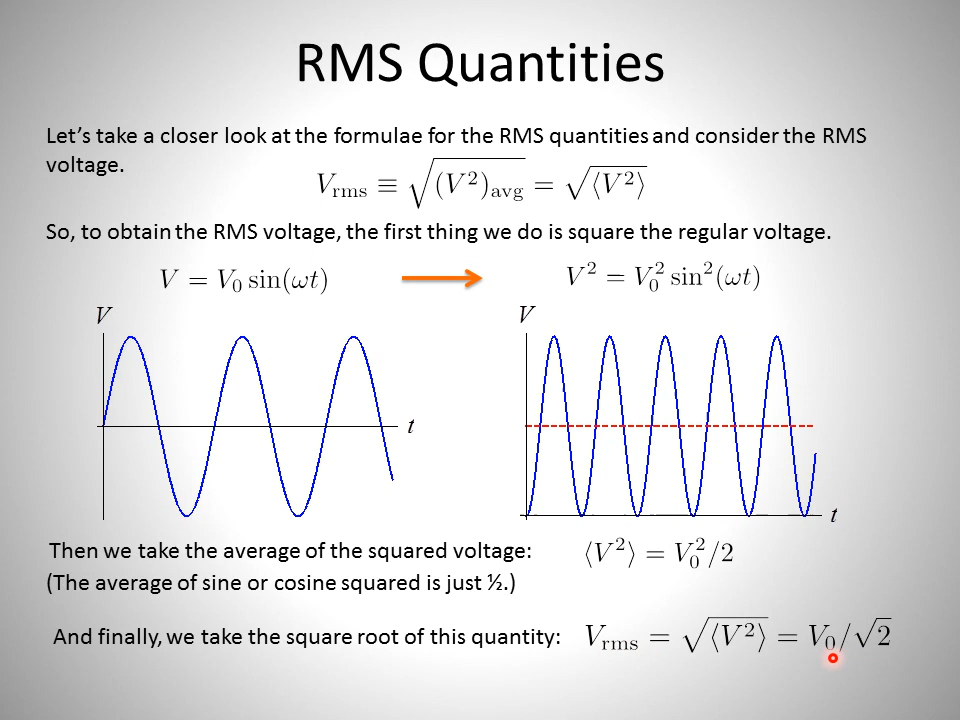 RMS Quantities
Let's take a closer look at the formulae for the RMS quantities and consider the RMS
voltage.
V_rms ≡ √(V²)_avg = √⟨V²⟩
So, to obtain the RMS voltage, the first thing we do is square the regular voltage.
V = V₀ sin(ωt)
V² = V₀² sin²(ωt)
V
V
t
t
Then we take the average of the squared voltage:
⟨V²⟩ = V₀²/2
(The average of sine or cosine squared is just ½.)
And finally, we take the square root of this quantity:
V_rms = √⟨V²⟩ = V₀/√2